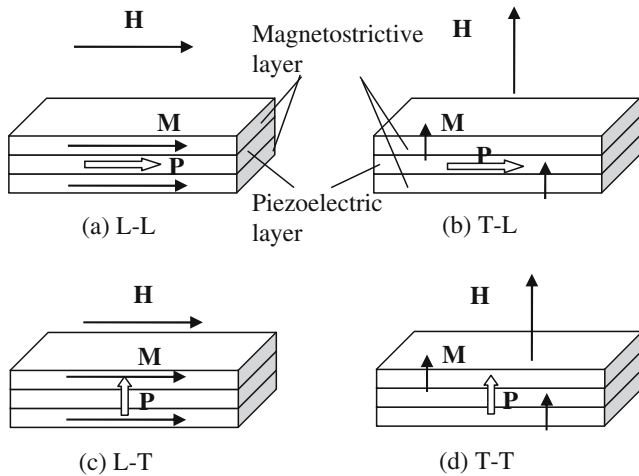 H
Magnetostrictive
layer
H
M
P
M
P
Piezoelectric
layer
(a) L-L
(b) T-L
H
H
M
P
M
P
(c) L-T
(d) T-T